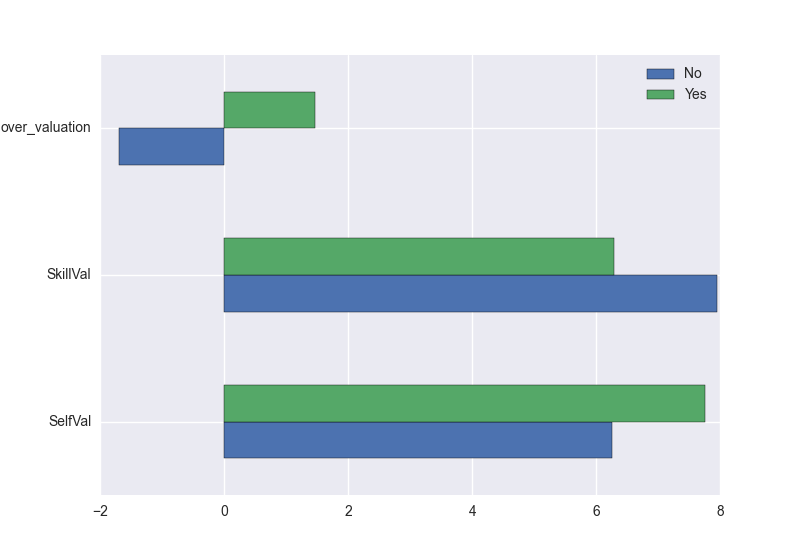 No
Yes
over_valuation
SkillVal
SelfVal
−2 0 2 4 6 8